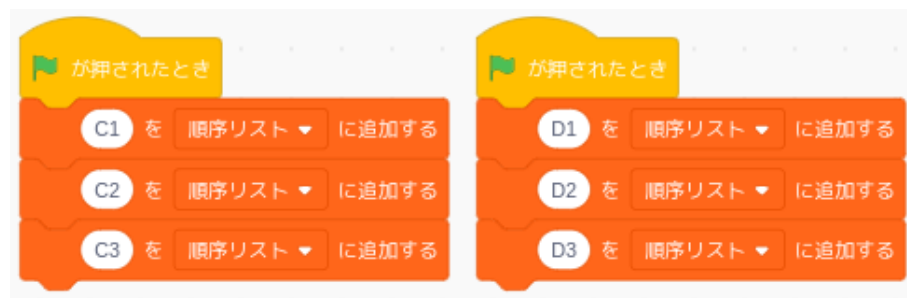 が押されたとき
C1 を 順序リスト に追加する
C2 を 順序リスト に追加する
C3 を 順序リスト に追加する
が押されたとき
D1 を 順序リスト に追加する
D2 を 順序リスト に追加する
D3 を 順序リスト に追加する